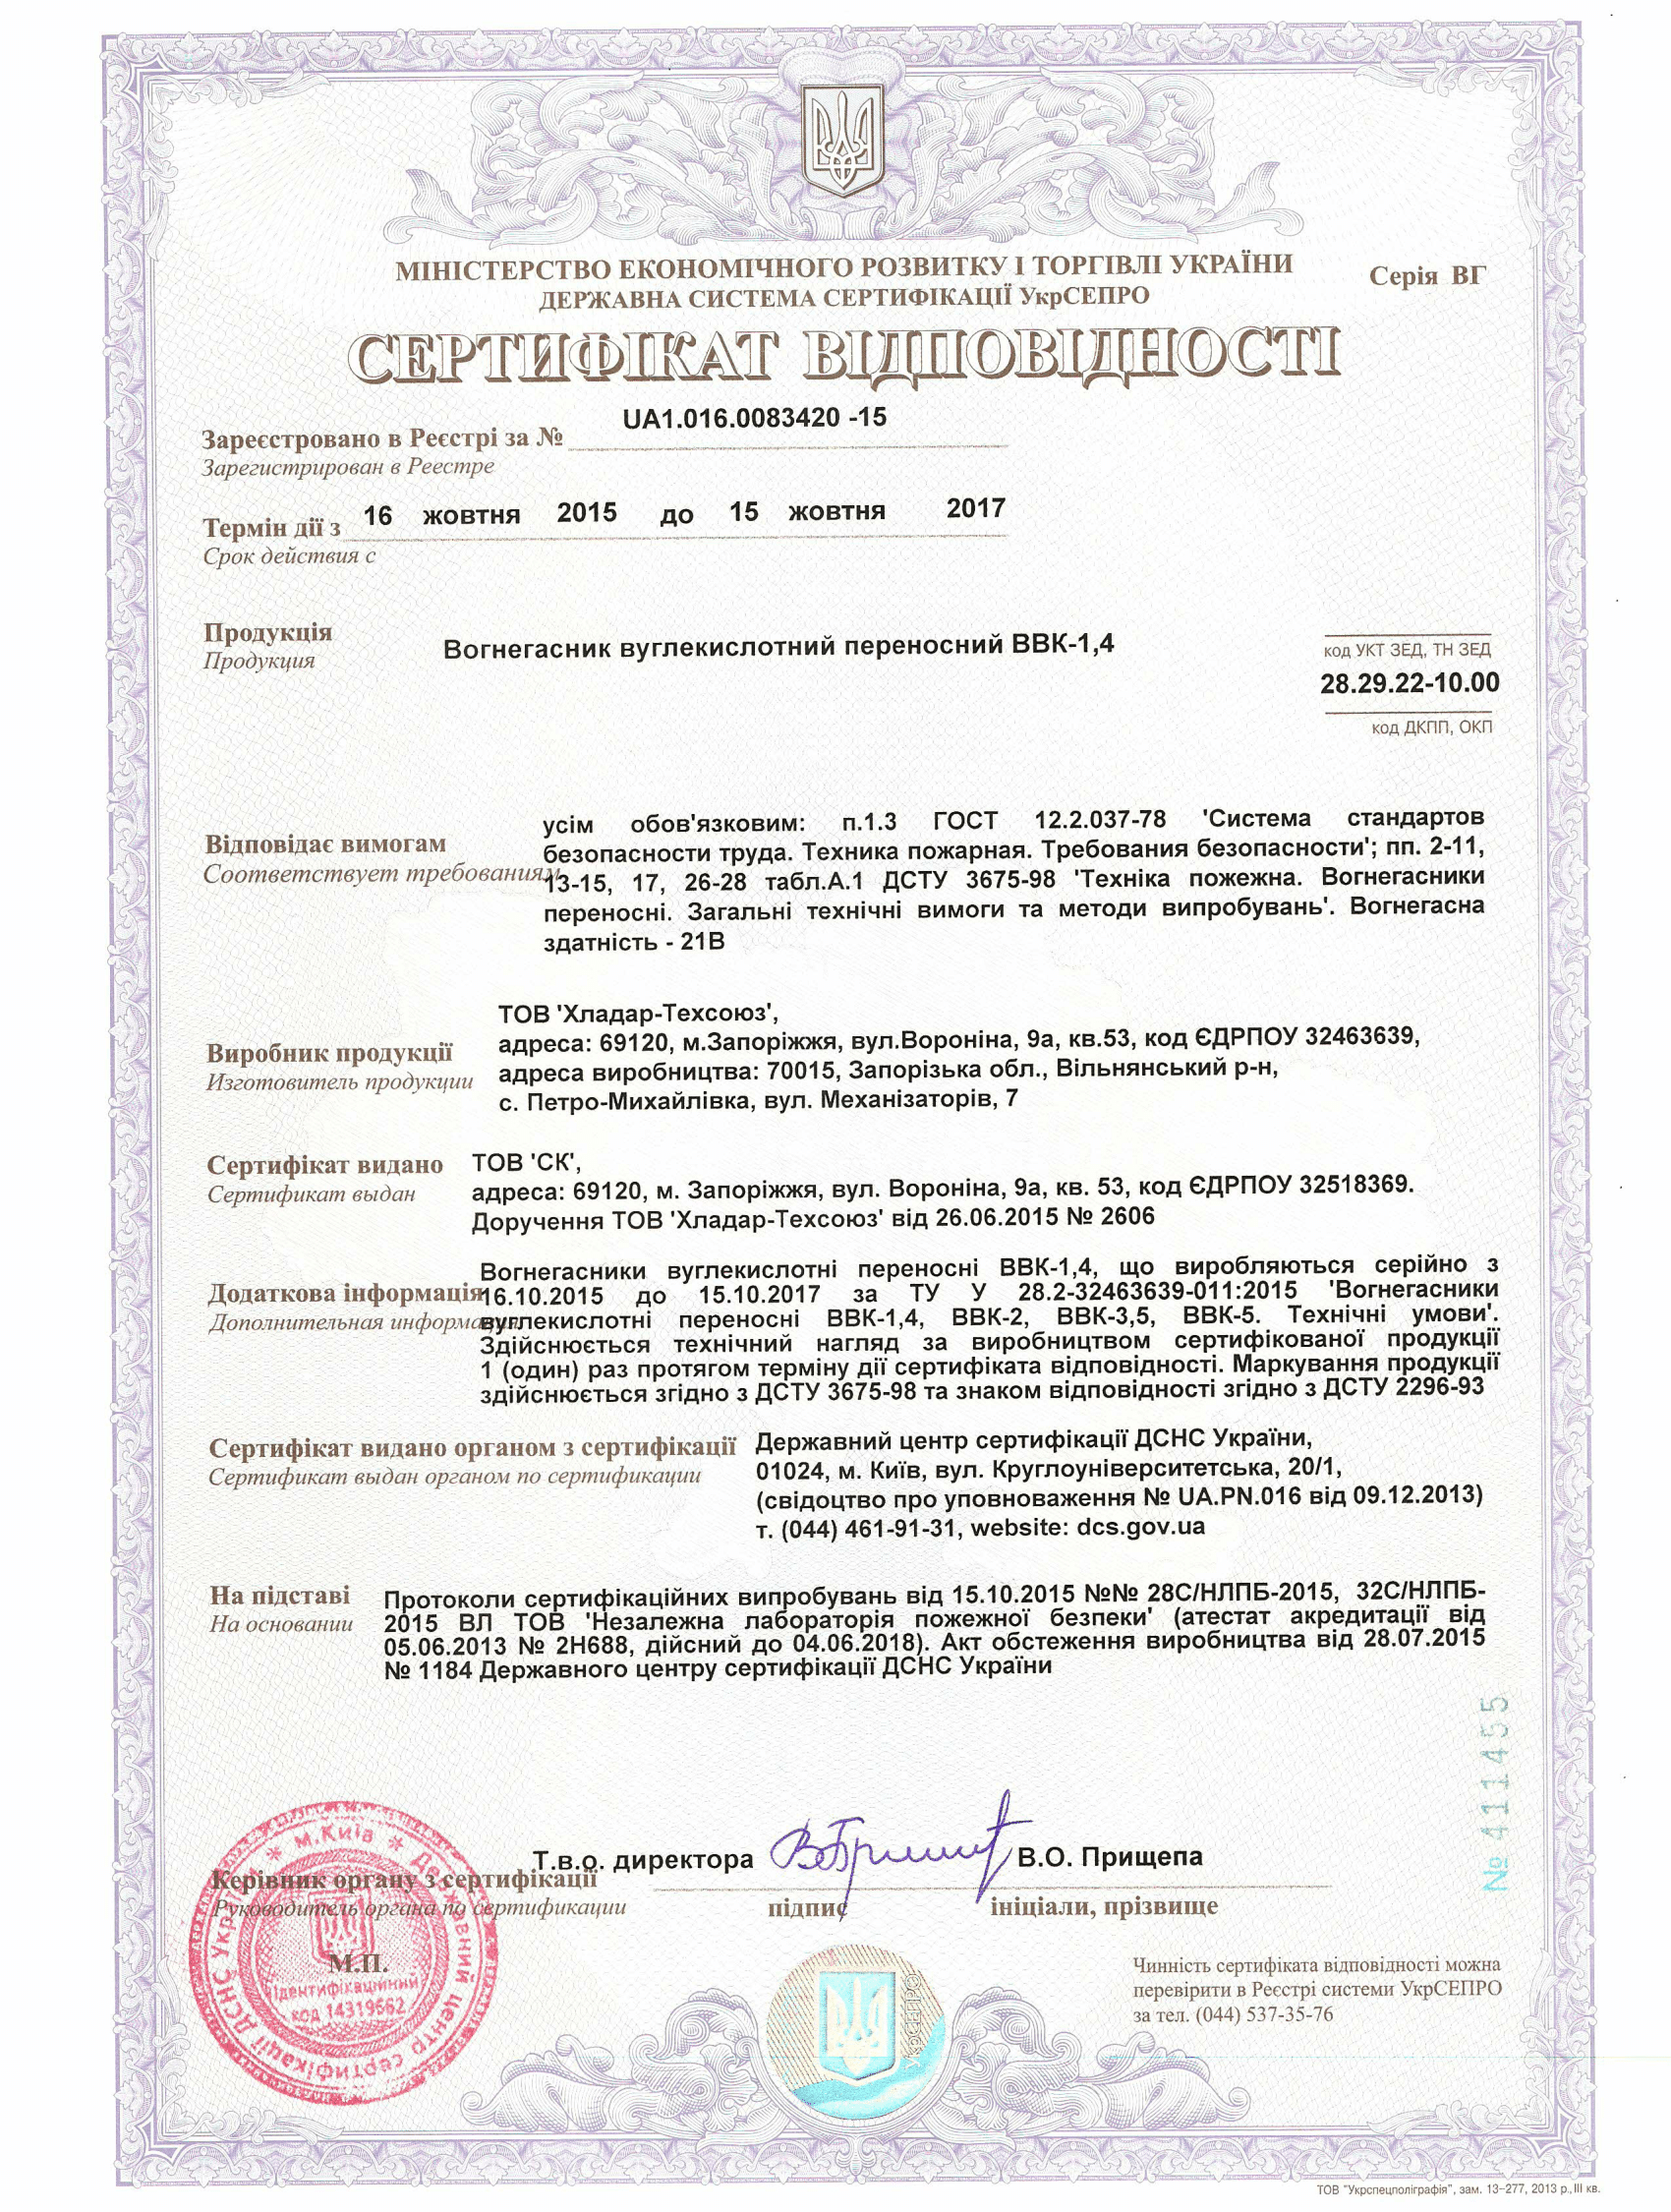 МІНІСТЕРСТВО ЕКОНОМІЧНОГО РОЗВИТКУ І ТОРГІВЛІ УКРАЇНИ
ДЕРЖАВНА СИСТЕМА СЕРТИФІКАЦІЇ УкрСЕПРО
Серія ВГ
СЕРТИФІКАТ ВІДПОВІДНОСТІ
UA1.016.0083420 -15
Зареєстровано в Реєстрі за №
Зарегистрирован в Реестре
Термін дії з 16 жовтня 2015 до 15 жовтня 2017
Срок действия с
Продукція
Продукция
Вогнегасник вуглекислотний переносний ВВК-1,4
код УКТ ЗЕД, ТН ЗЕД
28.29.22-10.00
код ДКПП, ОКП
Відповідає вимогам
Соответствует требованиям
усім обов'язковим: п.1.3 ГОСТ 12.2.037-78 'Система стандартов
безопасности труда. Техника пожарная. Требования безопасности'; пп. 2-11,
13-15, 17, 26-28 табл.А.1 ДСТУ 3675-98 'Техніка пожежна. Вогнегасники
переносні. Загальні технічні вимоги та методи випробувань'. Вогнегасна
здатність - 21В
Виробник продукції
Изготовитель продукции
ТОВ 'Хладар-Техсоюз',
адреса: 69120, м.Запоріжжя, вул.Вороніна, 9а, кв.53, код ЄДРПОУ 32463639,
адреса виробництва: 70015, Запорізька обл., Вільнянський р-н,
с. Петро-Михайлівка, вул. Механізаторів, 7
Сертифікат видано
Сертификат выдан
ТОВ 'СК',
адреса: 69120, м. Запоріжжя, вул. Вороніна, 9а, кв. 53, код ЄДРПОУ 32518369.
Доручення ТОВ 'Хладар-Техсоюз' від 26.06.2015 № 2606
Додаткова інформація
Дополнительная информация
Вогнегасники вуглекислотні переносні ВВК-1,4, що виробляються серійно з
16.10.2015 до 15.10.2017 за ТУ У 28.2-32463639-011:2015 'Вогнегасники
вуглекислотні переносні ВВК-1,4, ВВК-2, ВВК-3,5, ВВК-5. Технічні умови'.
Здійснюється технічний нагляд за виробництвом сертифікованої продукції
1 (один) раз протягом терміну дії сертифіката відповідності. Маркування продукції
здійснюється згідно з ДСТУ 3675-98 та знаком відповідності згідно з ДСТУ 2296-93
Сертифікат видано органом з сертифікації
Сертификат выдан органом по сертификации
Державний центр сертифікації ДСНС України,
01024, м. Київ, вул. Круглоуніверситетська, 20/1,
(свідоцтво про уповноваження № UA.PN.016 від 09.12.2013)
т. (044) 461-91-31, website: dcs.gov.ua
На підставі
На основании
Протоколи сертифікаційних випробувань від 15.10.2015 №№ 28С/НЛПБ-2015, 32С/НЛПБ-
2015 ВЛ ТОВ 'Незалежна лабораторія пожежної безпеки' (атестат акредитації від
05.06.2013 № 2Н688, дійсний до 04.06.2018). Акт обстеження виробництва від 28.07.2015
№ 1184 Державного центру сертифікації ДСНС України
№ 411455
Т.в.о. директора
В.О. Прищепа
Керівник органу з сертифікації
Руководитель органа по сертификации
підпис
ініціали, прізвище
М.П.
м.Київ * Державний центр сертифікації ДСНС України *
Ідентифікаційний
код 14319662
УкрСЕПРО
Чинність сертифіката відповідності можна
перевірити в Реєстрі системи УкрСЕПРО
за тел. (044) 537-35-76
ТОВ "Укрспецполіграфія", зам. 13-277, 2013 р., III кв.